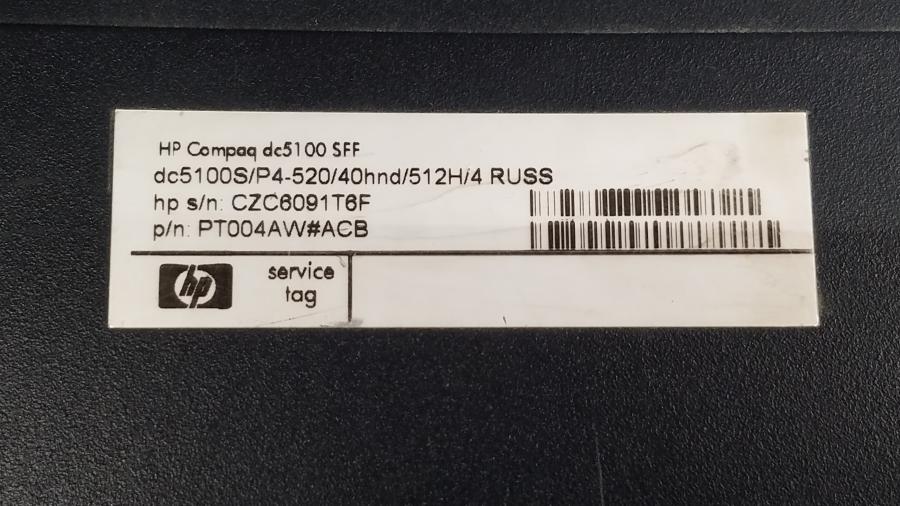 HP Compaq dc5100 SFF
dc5100S/P4-520/40hnd/512H/4 RUSS
hp s/n: CZC6091T6F
p/n: PT004AW#ACB
hp
service
tag